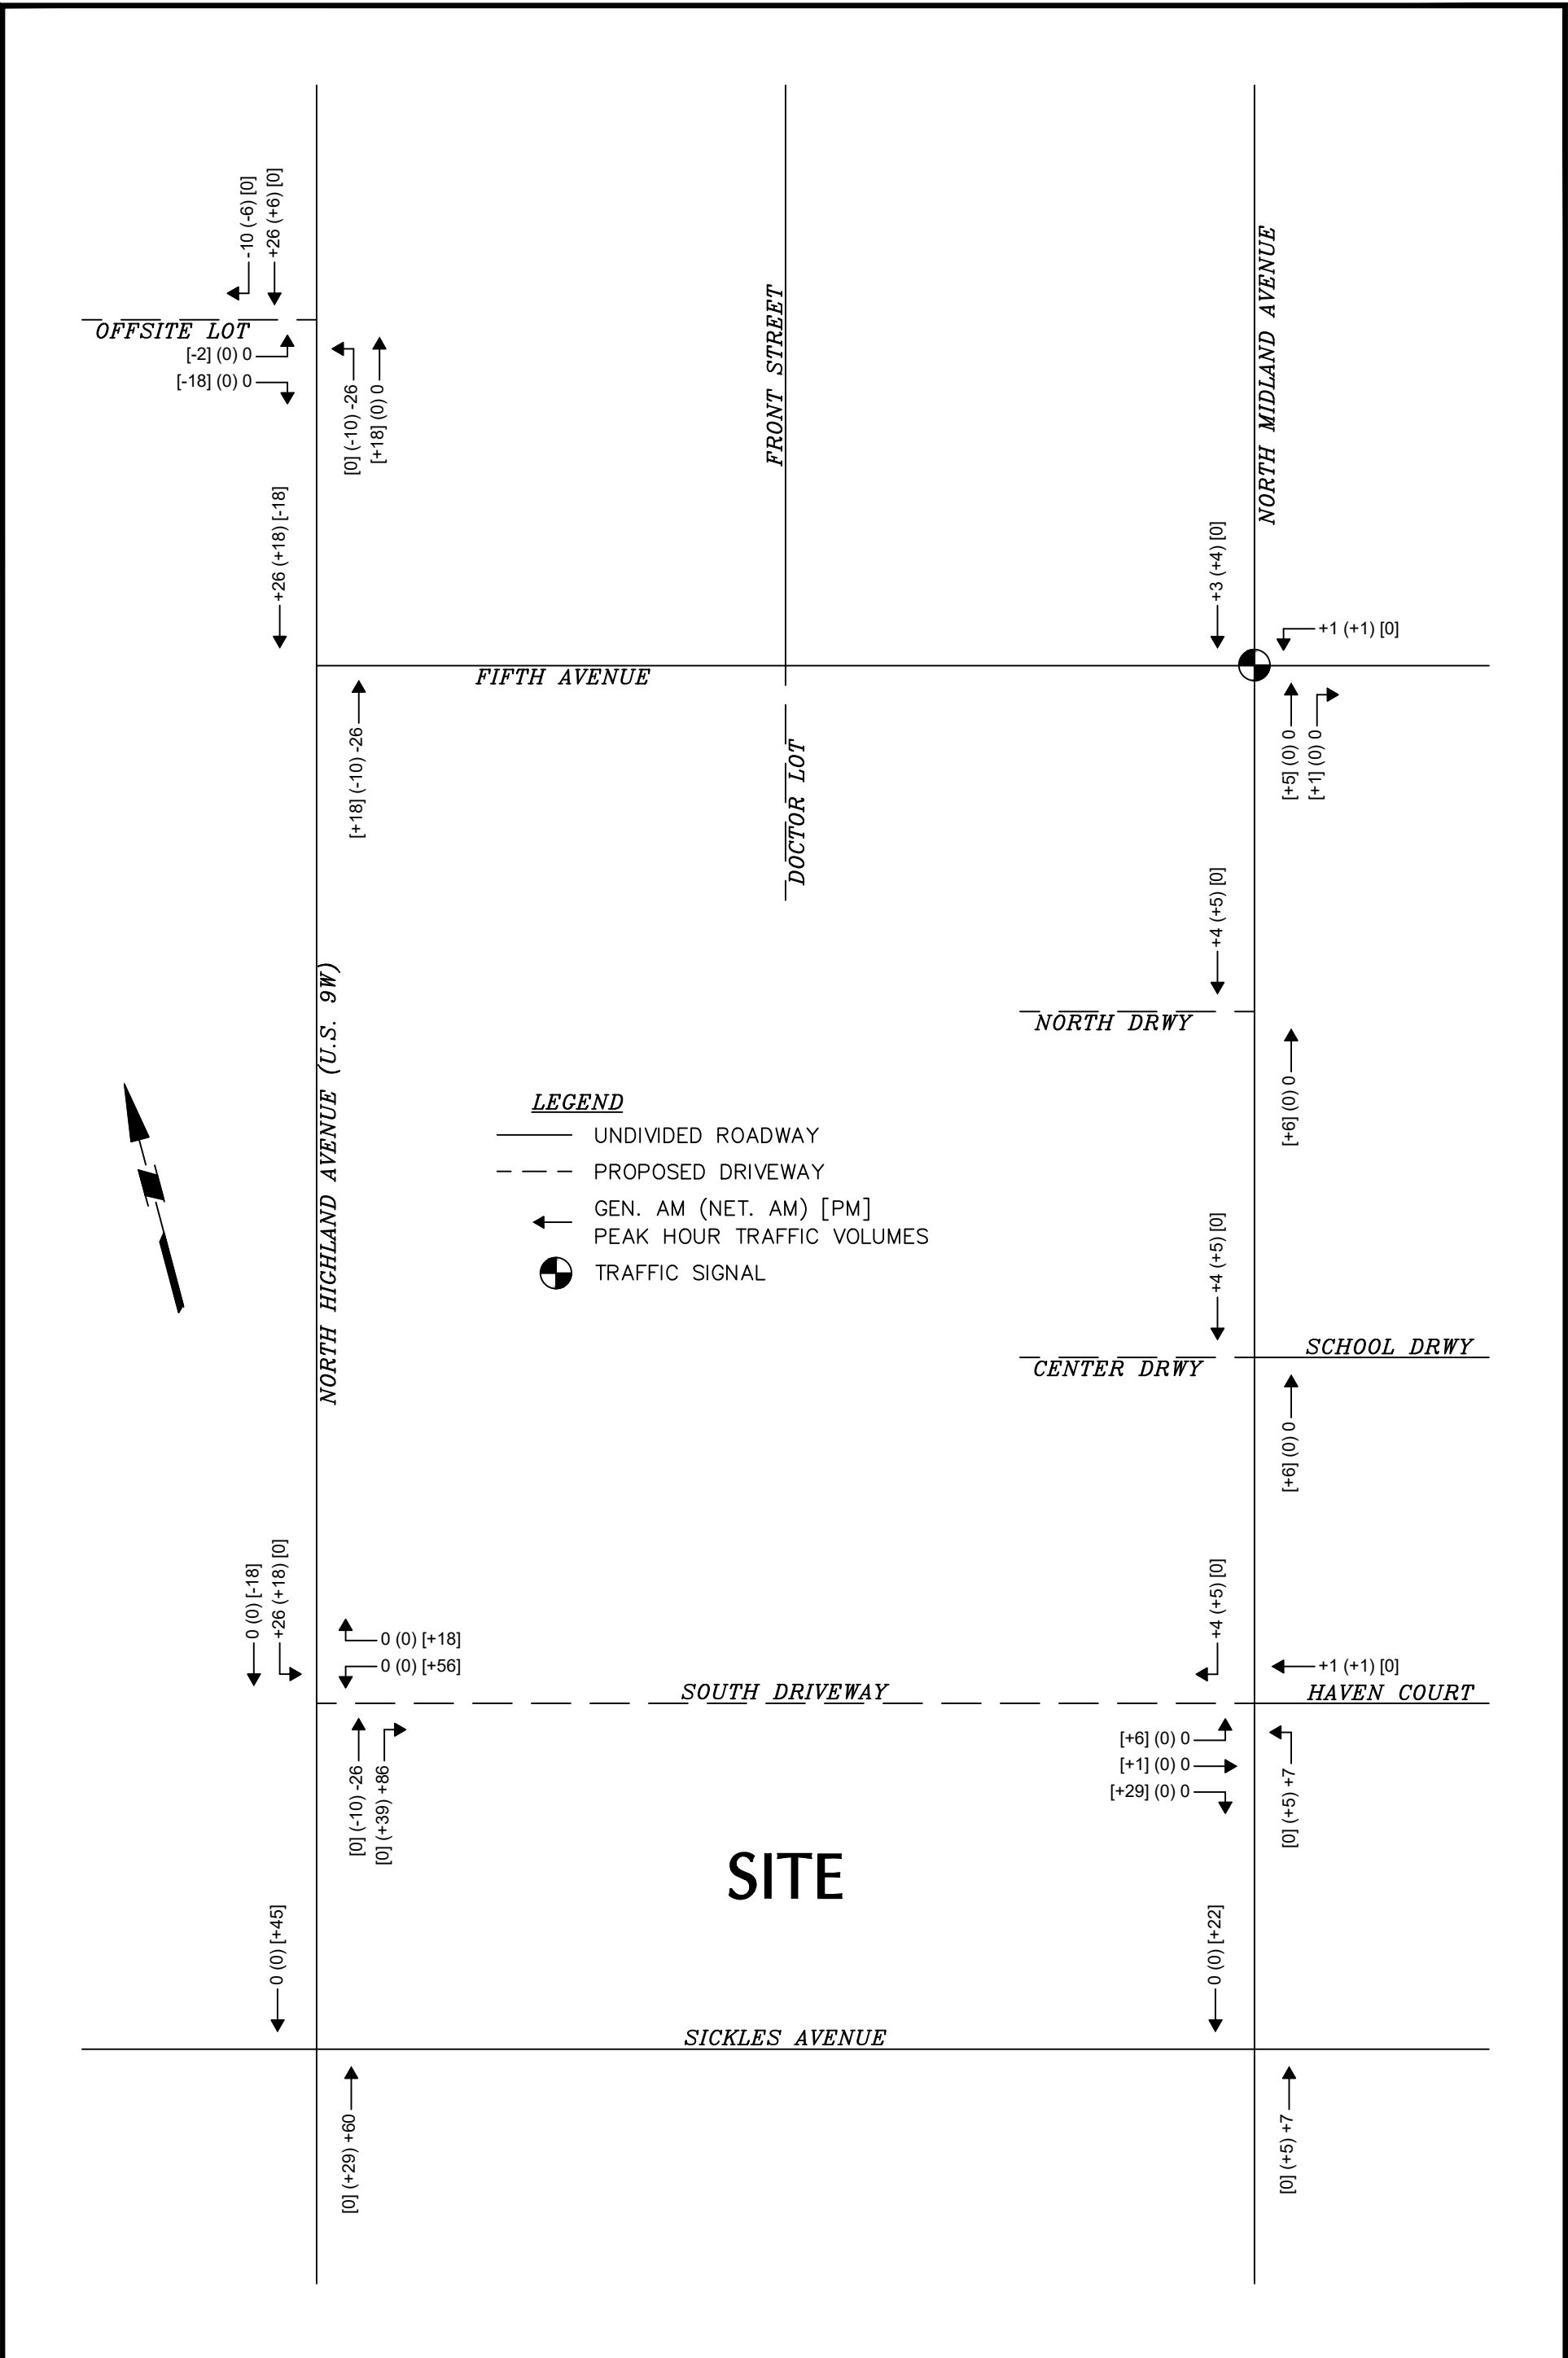 -10 (-6) [0]
+26 (+6) [0]
OFFSITE LOT
[-2] (0) 0
[-18] (0) 0
[0] (-10) -26
[+18] (0) 0
FRONT STREET
NORTH MIDLAND AVENUE
+26 (+18) [-18]
+3 (+4) [0]
+1 (+1) [0]
FIFTH AVENUE
[+18] (-10) -26
DOCTOR LOT
[+5] (0) 0
[+1] (0) 0
+4 (+5) [0]
NORTH DRWY
[+6] (0) 0
NORTH HIGHLAND AVENUE (U.S. 9W)
LEGEND
UNDIVIDED ROADWAY
PROPOSED DRIVEWAY
GEN. AM (NET. AM) [PM]
PEAK HOUR TRAFFIC VOLUMES
TRAFFIC SIGNAL
+4 (+5) [0]
CENTER DRWY
SCHOOL DRWY
[+6] (0) 0
0 (0) [-18]
+26 (+18) [0]
0 (0) [+18]
0 (0) [+56]
+4 (+5) [0]
+1 (+1) [0]
SOUTH DRIVEWAY
HAVEN COURT
[0] (-10) -26
[0] (+39) +86
[+6] (0) 0
[+1] (0) 0
[+29] (0) 0
[0] (+5) +7
SITE
0 (0) [+45]
0 (0) [+22]
SICKLES AVENUE
[0] (+29) +60
[0] (+5) +7